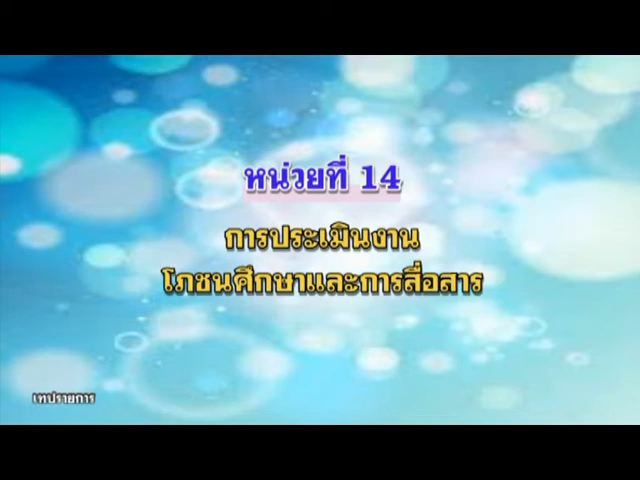 หน่วยที่ 14
การประเมินงาน
โภชนศึกษาและการสื่อสาร
เทปรายการ